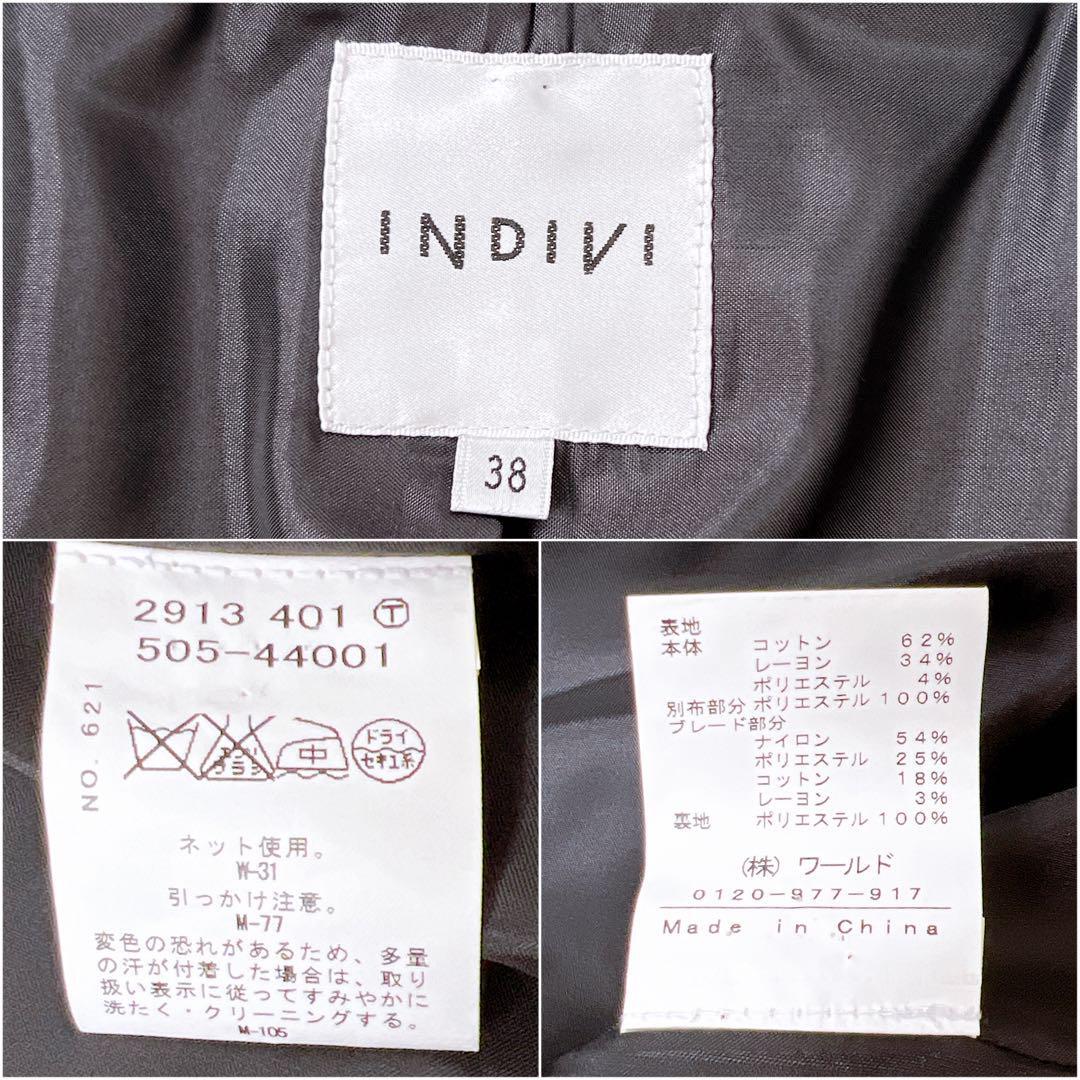 INDIVI
38
2913 401 Ⓣ
505-44001
NO. 621
エンソ
サラシ
中
ドライ
セキユ系
ネット使用。
W-31
引っかけ注意。
M-77
変色の恐れがあるため、多量
の汗が付着した場合は、取り
扱い表示に従ってすみやかに
洗たく・クリーニングする。
M-105
表地
本体 コットン 62%
レーヨン 34%
ポリエステル 4%
別布部分 ポリエステル 100%
ブレード部分
ナイロン 54%
ポリエステル 25%
コットン 18%
レーヨン 3%
裏地 ポリエステル 100%
(株) ワールド
0120-977-917
Made in China